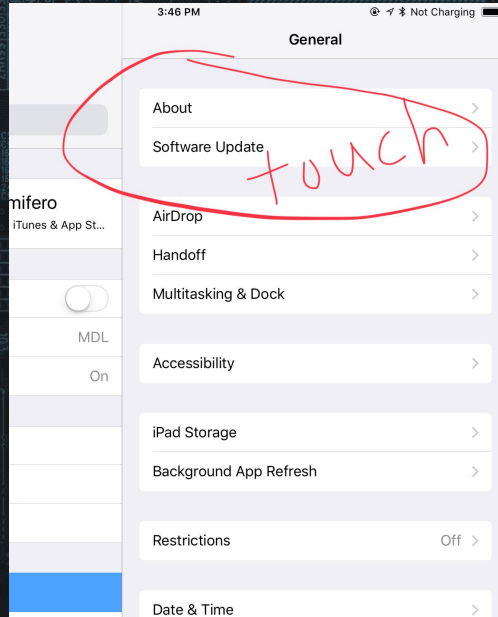 3:46 PM
Not Charging
General
About
Software Update
touch
mifero
iTunes & App St...
AirDrop
Handoff
Multitasking & Dock
MDL
Accessibility
On
iPad Storage
Background App Refresh
Restrictions Off
Date & Time